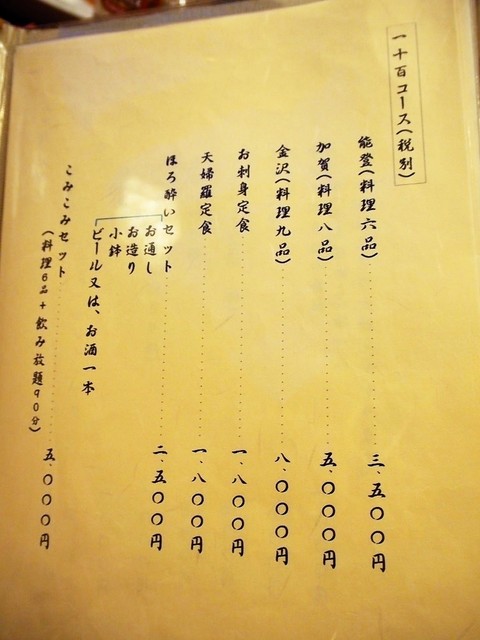 一十百コース(税別)
能登(料理六品)………三、五〇〇円
加賀(料理八品)………五、〇〇〇円
金沢(料理九品)………八、〇〇〇円
お刺身定食………一、八〇〇円
天婦羅定食………一、八〇〇円
ほろ酔いセット………二、五〇〇円
お通し
お造り
小鉢
ビール又は、お酒一本
こみこみセット………五、〇〇〇円
(料理6品+飲み放題90分)